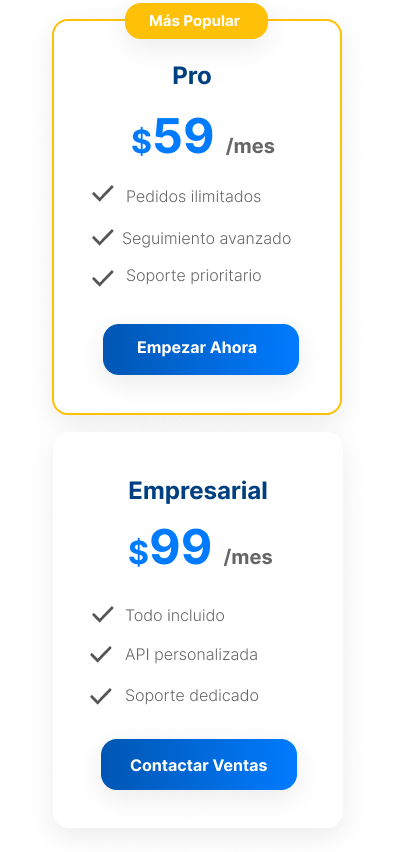 Más Popular
Pro
$59 /mes
Pedidos ilimitados
Seguimiento avanzado
Soporte prioritario
Empezar Ahora
Empresarial
$99 /mes
Todo incluido
API personalizada
Soporte dedicado
Contactar Ventas